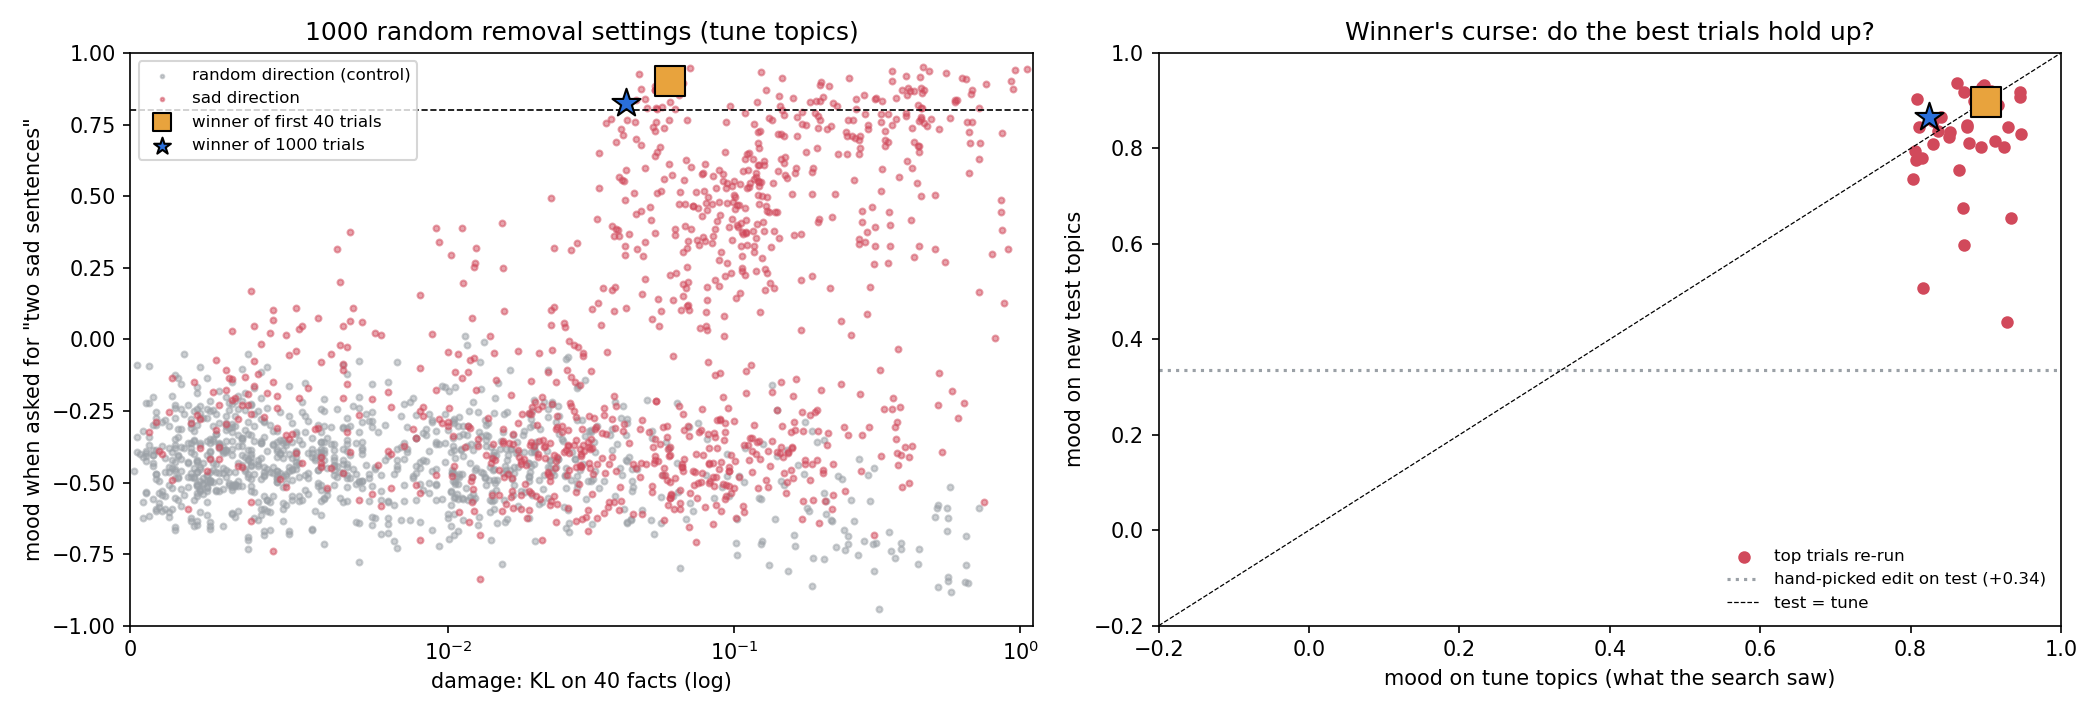 1000 random removal settings (tune topics)
mood when asked for "two sad sentences"
1.00
0.75
0.50
0.25
0.00
−0.25
−0.50
−0.75
−1.00
random direction (control)
sad direction
winner of first 40 trials
winner of 1000 trials
0
10⁻²
10⁻¹
10⁰
damage: KL on 40 facts (log)
Winner's curse: do the best trials hold up?
mood on new test topics
1.0
0.8
0.6
0.4
0.2
0.0
−0.2
top trials re-run
hand-picked edit on test (+0.34)
test = tune
−0.2
0.0
0.2
0.4
0.6
0.8
1.0
mood on tune topics (what the search saw)